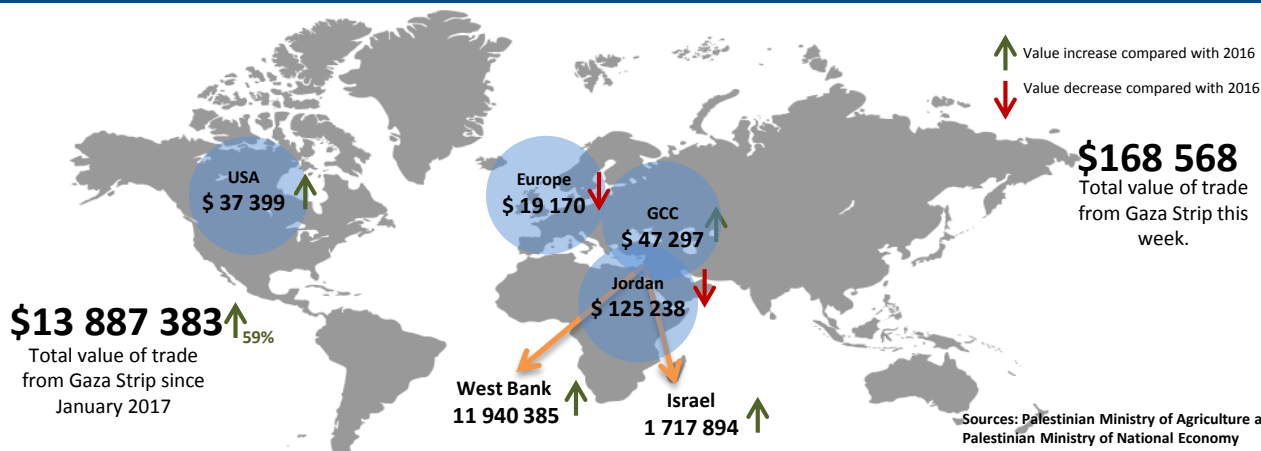 Value increase compared with 2016
Value decrease compared with 2016
$168 568
Total value of trade
from Gaza Strip this
week.
USA
$ 37 399
Europe
$ 19 170
GCC
$ 47 297
Jordan
$ 125 238
$13 887 383
59%
Total value of trade
from Gaza Strip since
January 2017
West Bank
11 940 385
Israel
1 717 894
Sources: Palestinian Ministry of Agriculture a
Palestinian Ministry of National Economy